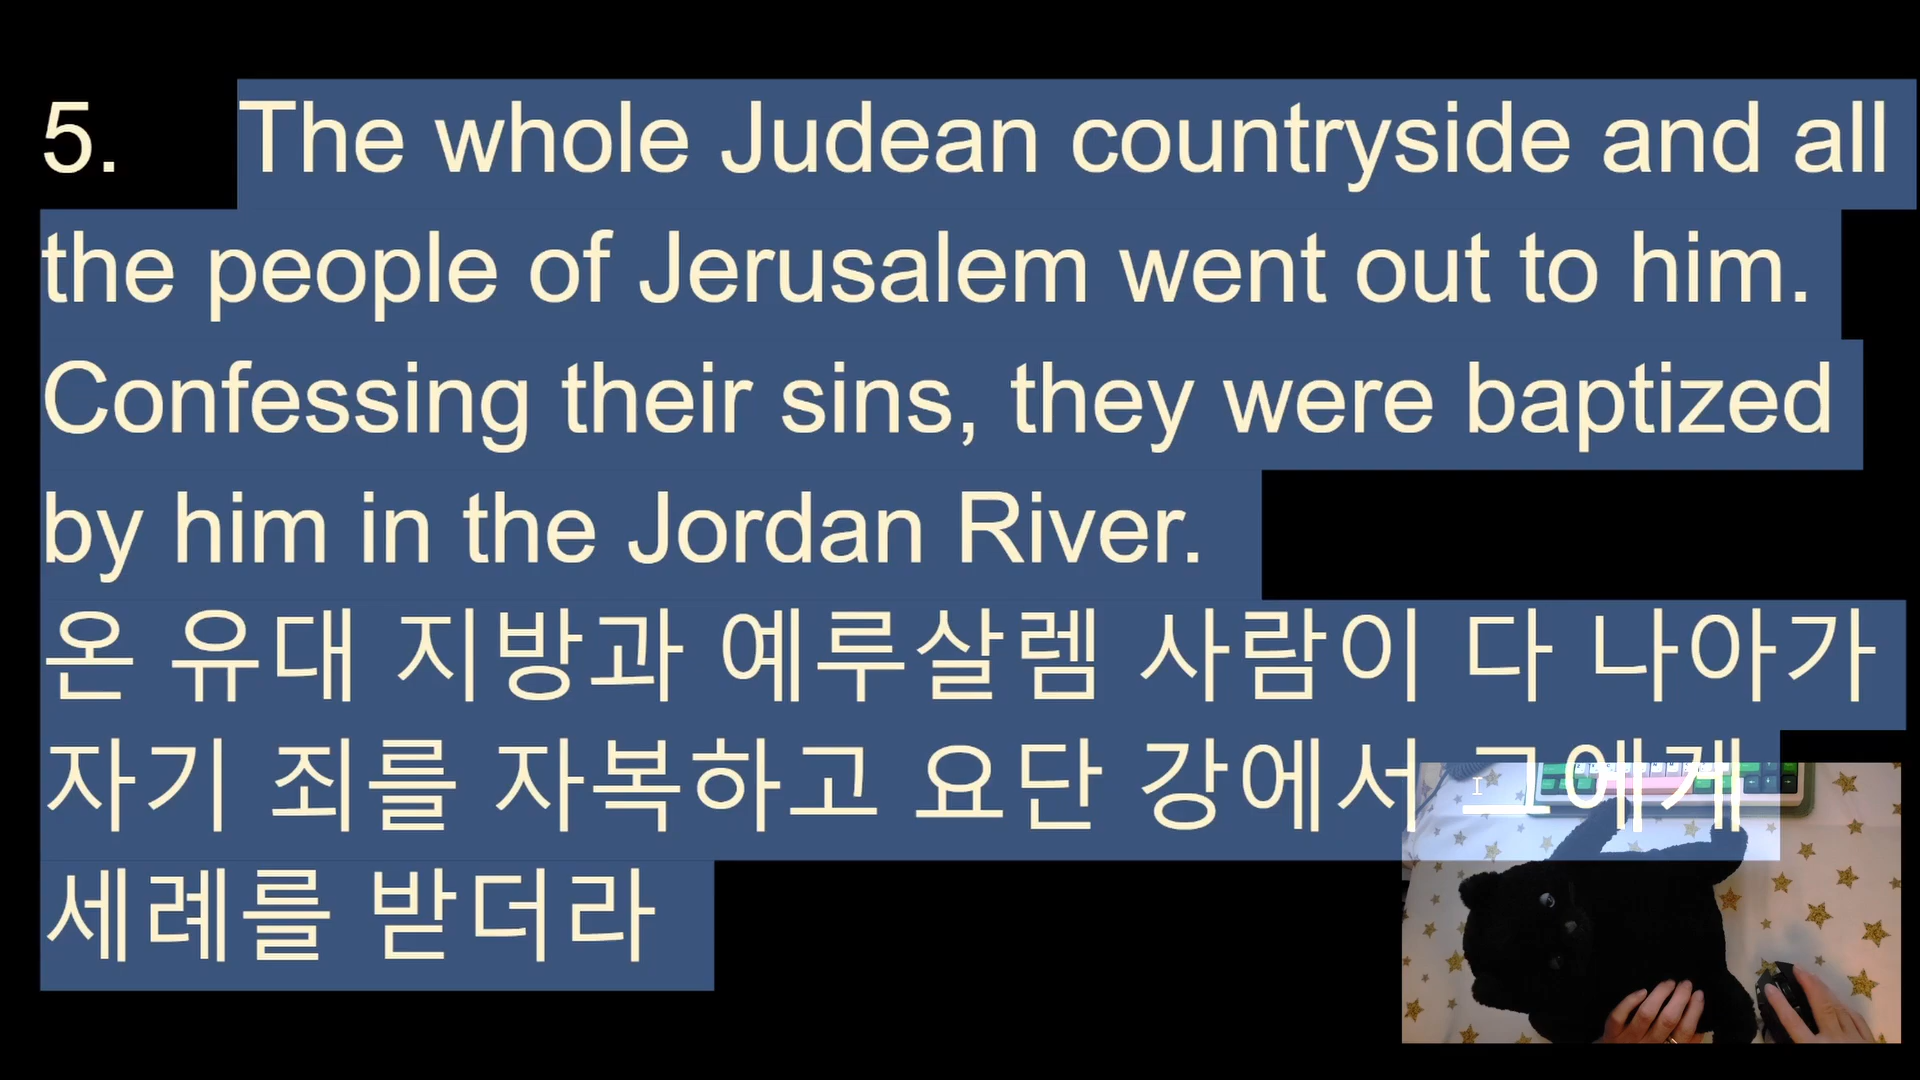 5. The whole Judean countryside and all
the people of Jerusalem went out to him.
Confessing their sins, they were baptized
by him in the Jordan River.
온 유대 지방과 예루살렘 사람이 다 나아가
자기 죄를 자복하고 요단 강에서 그에게
세례를 받더라